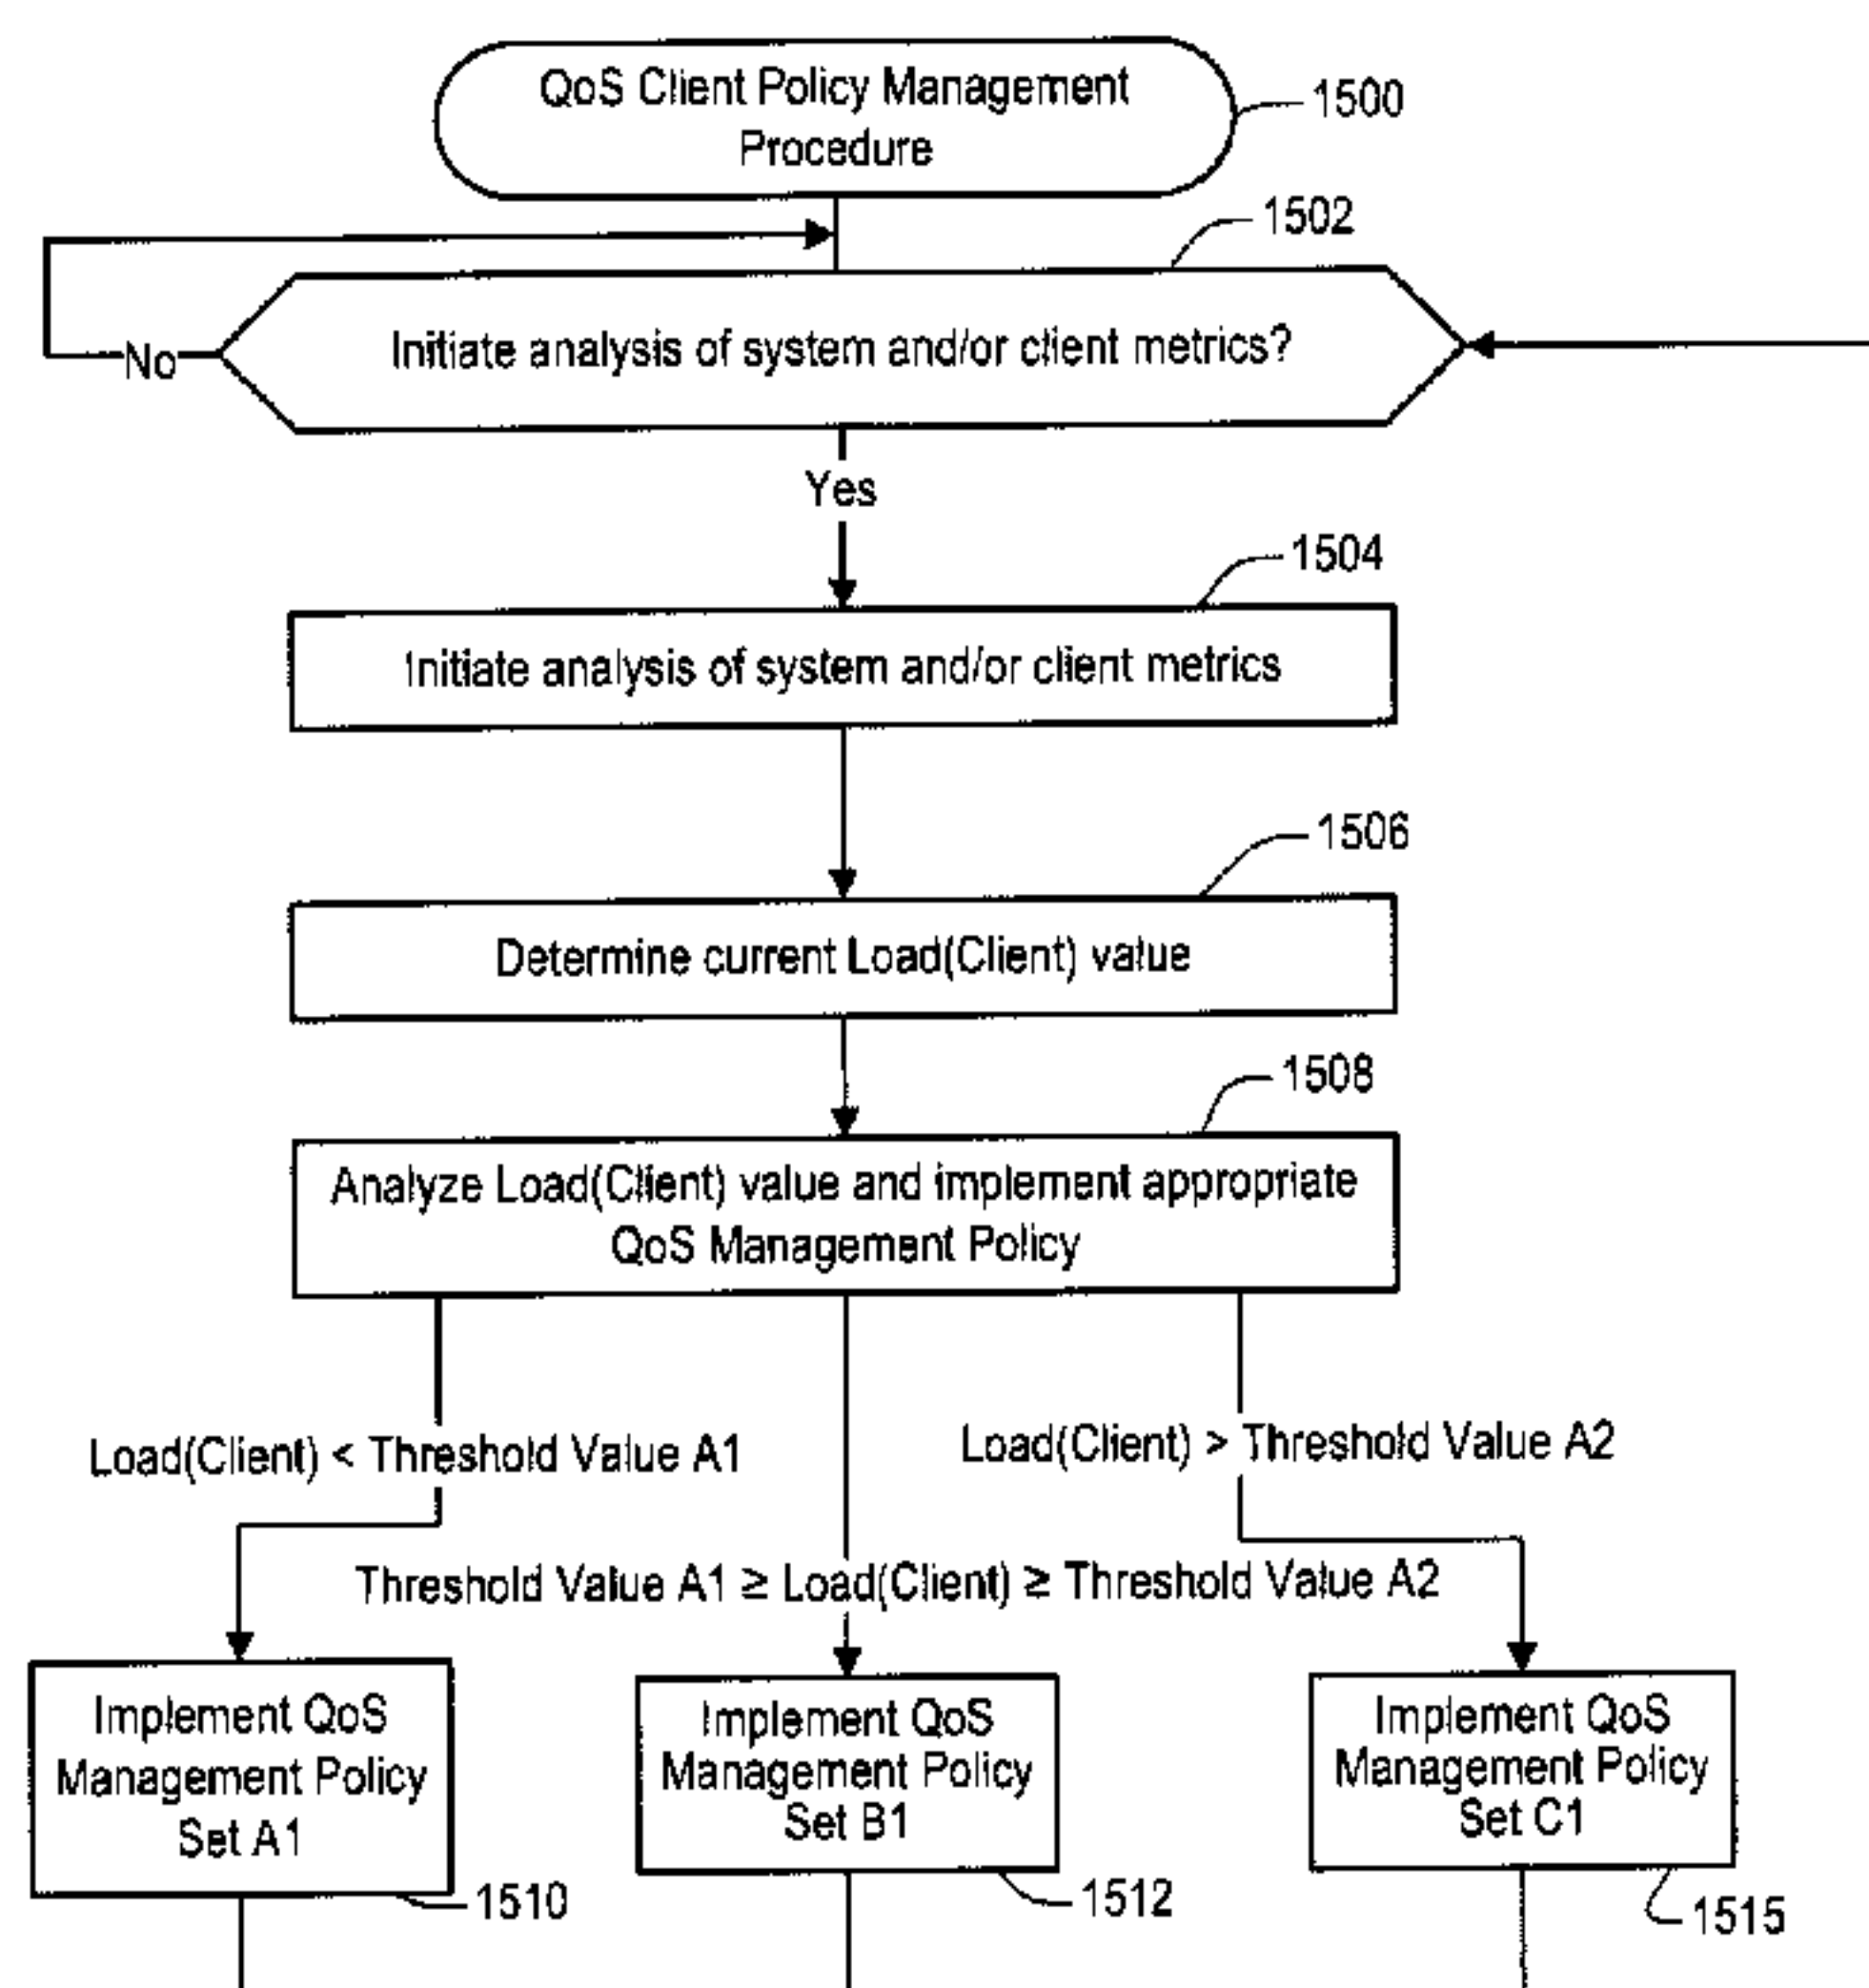 QoS Client Policy Management
Procedure
1500
1502
Initiate analysis of system and/or client metrics?
No
Yes
1504
Initiate analysis of system and/or client metrics
1506
Determine current Load(Client) value
1508
Analyze Load(Client) value and implement appropriate
QoS Management Policy
Load(Client) < Threshold Value A1
Load(Client) > Threshold Value A2
Threshold Value A1 ≥ Load(Client) ≥ Threshold Value A2
Implement QoS
Management Policy
Set A1
1510
Implement QoS
Management Policy
Set B1
1512
Implement QoS
Management Policy
Set C1
1515